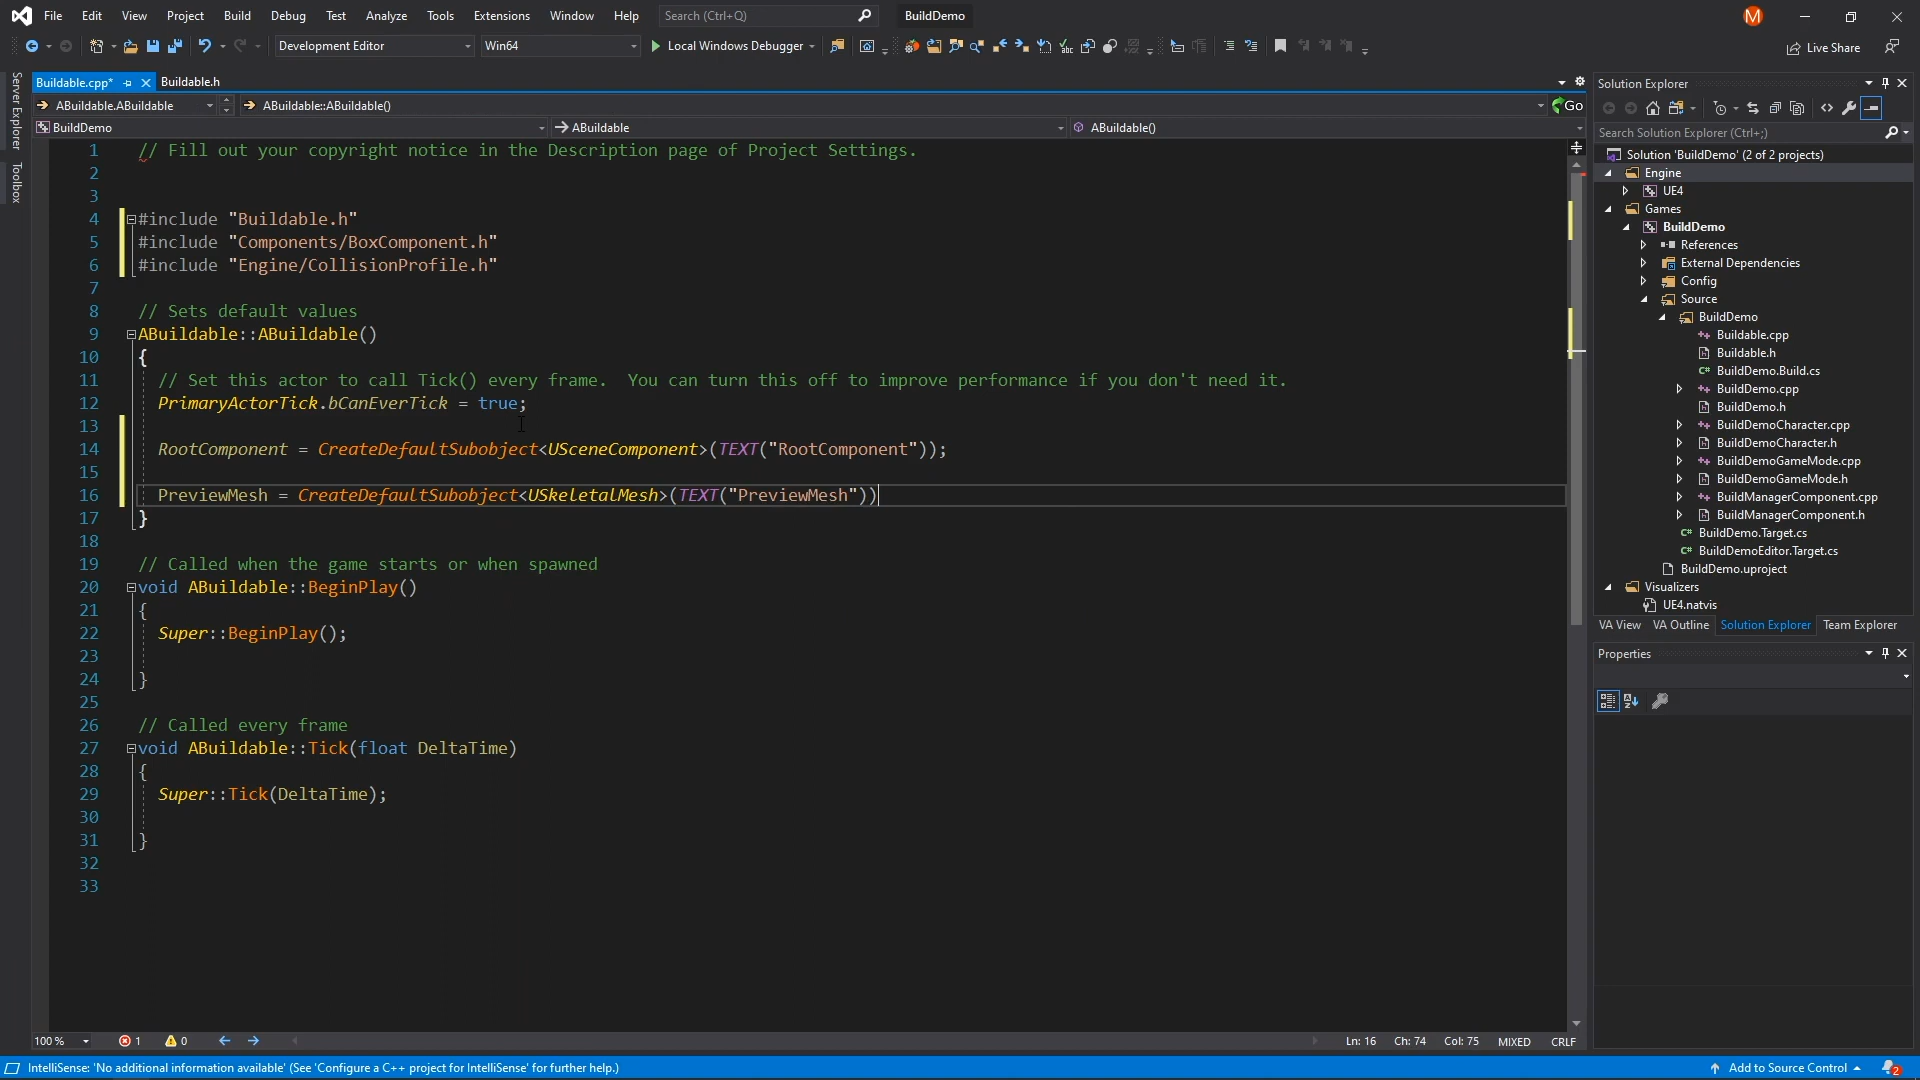 File Edit View Project Build Debug Test Analyze Tools Extensions Window Help Search (Ctrl+Q) BuildDemo M
Development Editor Win64 Local Windows Debugger Live Share
Server Explorer
Toolbox
Buildable.cpp* Buildable.h
ABuildable.ABuildable ABuildable::ABuildable() Go
BuildDemo ABuildable ABuildable()
1 // Fill out your copyright notice in the Description page of Project Settings.
2
3
4 #include "Buildable.h"
5 #include "Components/BoxComponent.h"
6 #include "Engine/CollisionProfile.h"
7
8 // Sets default values
9 ABuildable::ABuildable()
10 {
11 // Set this actor to call Tick() every frame.  You can turn this off to improve performance if you don't need it.
12 PrimaryActorTick.bCanEverTick = true;
13
14 RootComponent = CreateDefaultSubobject<USceneComponent>(TEXT("RootComponent"));
15
16 PreviewMesh = CreateDefaultSubobject<USkeletalMesh>(TEXT("PreviewMesh"))
17 }
18
19 // Called when the game starts or when spawned
20 void ABuildable::BeginPlay()
21 {
22 Super::BeginPlay();
23
24 }
25
26 // Called every frame
27 void ABuildable::Tick(float DeltaTime)
28 {
29 Super::Tick(DeltaTime);
30
31 }
32
33
100 % 1 0 Ln: 16 Ch: 74 Col: 75 MIXED CRLF
Solution Explorer
Search Solution Explorer (Ctrl+;)
Solution 'BuildDemo' (2 of 2 projects)
Engine
UE4
Games
BuildDemo
References
External Dependencies
Config
Source
BuildDemo
Buildable.cpp
Buildable.h
BuildDemo.Build.cs
BuildDemo.cpp
BuildDemo.h
BuildDemoCharacter.cpp
BuildDemoCharacter.h
BuildDemoGameMode.cpp
BuildDemoGameMode.h
BuildManagerComponent.cpp
BuildManagerComponent.h
BuildDemo.Target.cs
BuildDemoEditor.Target.cs
BuildDemo.uproject
Visualizers
UE4.natvis
VA View VA Outline Solution Explorer Team Explorer
Properties
IntelliSense: 'No additional information available' (See 'Configure a C++ project for IntelliSense' for further help.) Add to Source Control 2